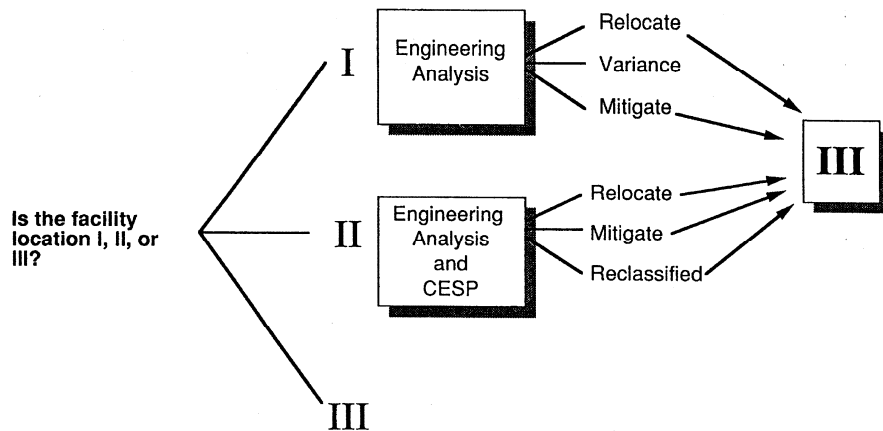 Is the facility
location I, II, or
III?
I
Engineering
Analysis
Relocate
Variance
Mitigate
II
Engineering
Analysis
and
CESP
Relocate
Mitigate
Reclassified
III
III